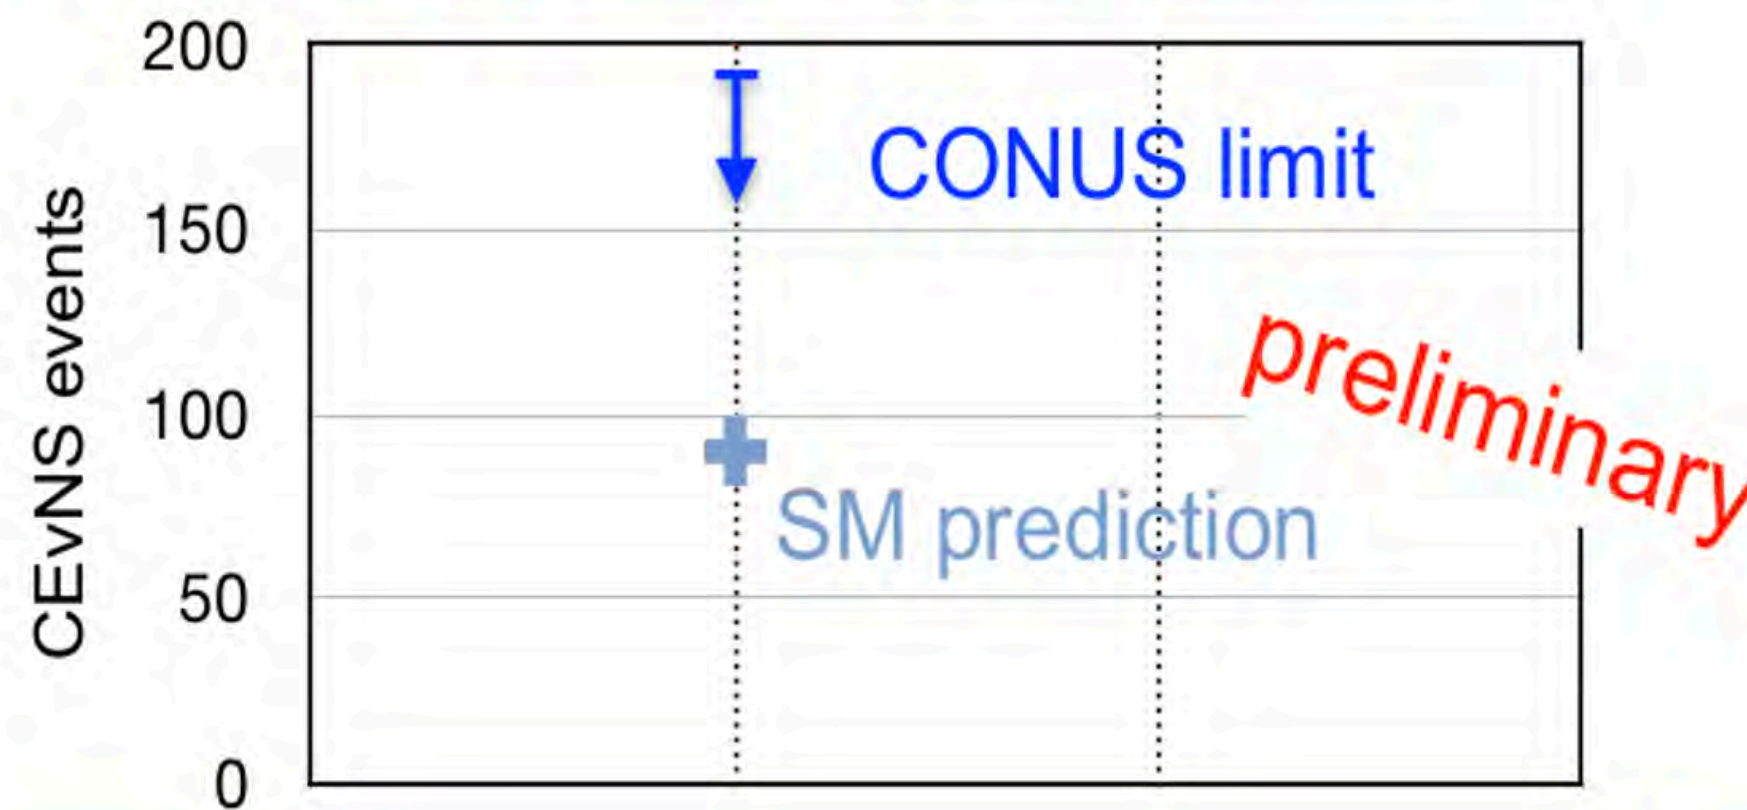 200
CONUS limit
150
CEvNS events
preliminary
100
SM prediction
50
0